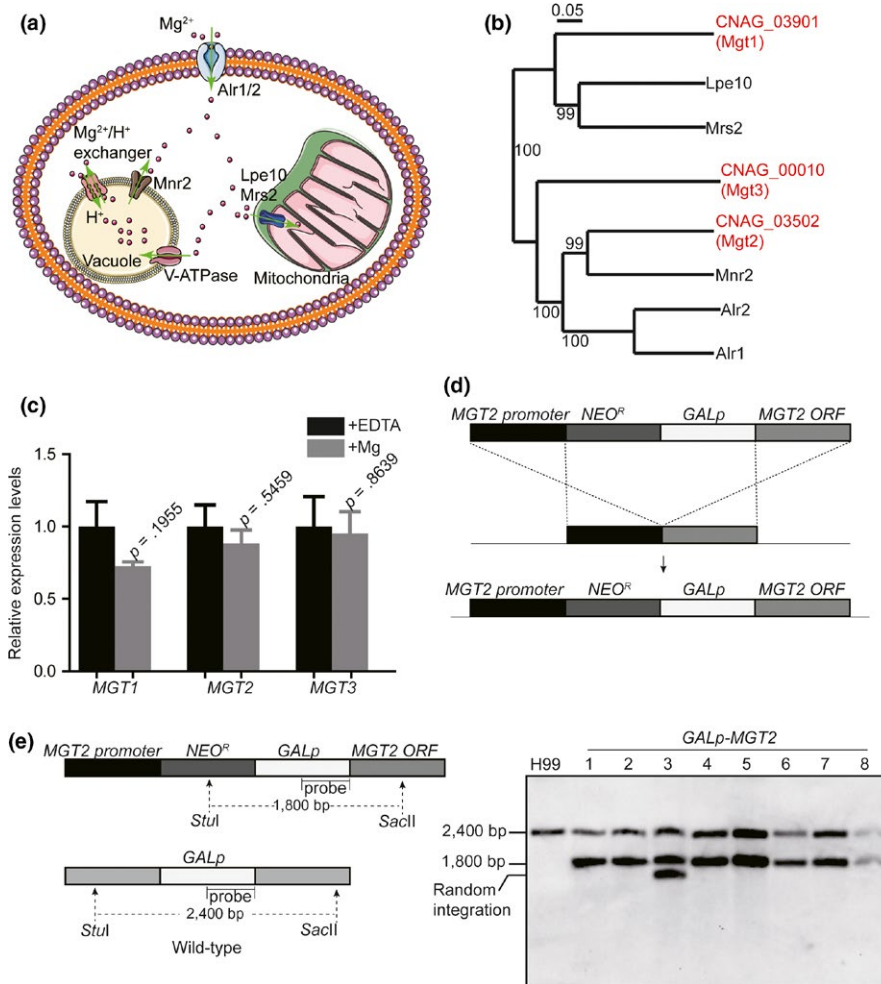 (a)
Mg²⁺
Alr1/2
Mg²⁺/H⁺
exchanger
Mnr2
H⁺
Vacuole
V-ATPase
Lpe10
Mrs2
Mitochondria
(b)
0.05
CNAG_03901
(Mgt1)
Lpe10
99
Mrs2
100
CNAG_00010
(Mgt3)
CNAG_03502
(Mgt2)
99
Mnr2
100
Alr2
100
Alr1
(c)
+EDTA
+Mg
Relative expression levels
1.5
1.0
0.5
0.0
p = .1955
p = .5459
p = .8639
MGT1
MGT2
MGT3
(d)
MGT2 promoter NEOᴿ GALp MGT2 ORF
MGT2 promoter NEOᴿ GALp MGT2 ORF
(e)
MGT2 promoter NEOᴿ GALp MGT2 ORF
probe
1,800 bp
StuI SacII
GALp
probe
2,400 bp
StuI SacII
Wild-type
GALp-MGT2
H99 1 2 3 4 5 6 7 8
2,400 bp
1,800 bp
Random
integration